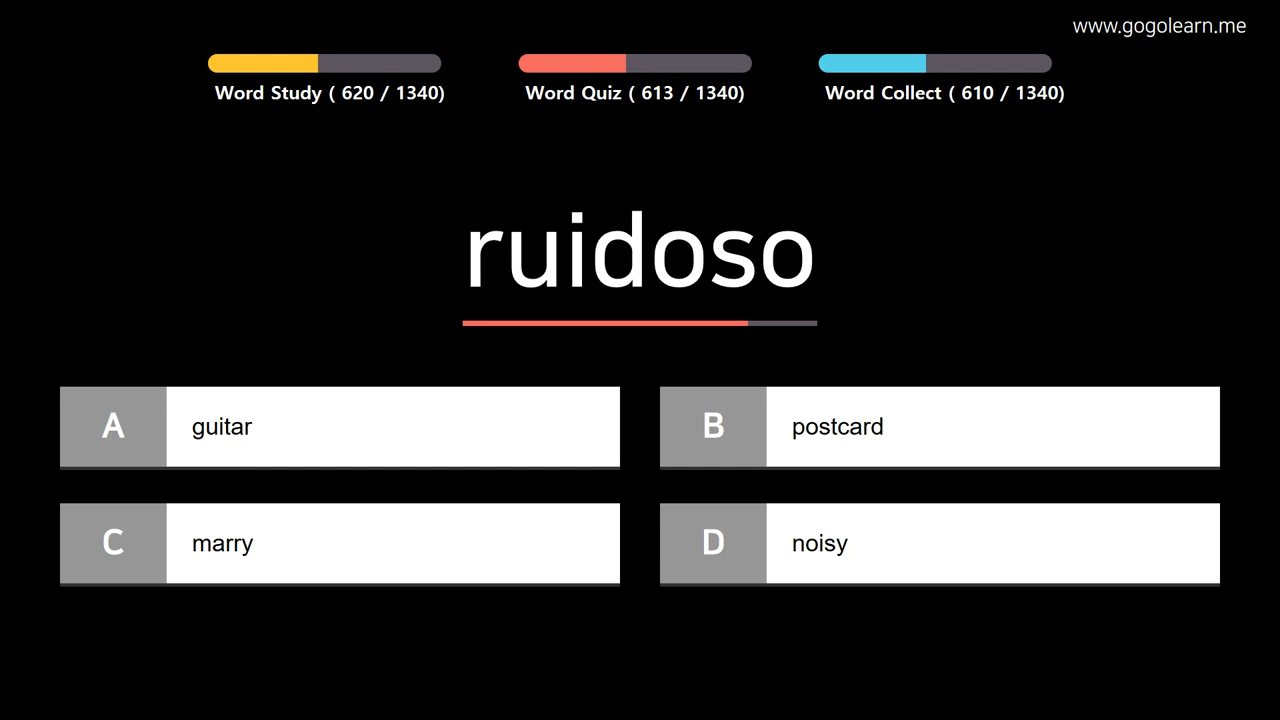 www.gogolearn.me
Word Study ( 620 / 1340)
Word Quiz ( 613 / 1340)
Word Collect ( 610 / 1340)
ruidoso
A guitar
B postcard
C marry
D noisy